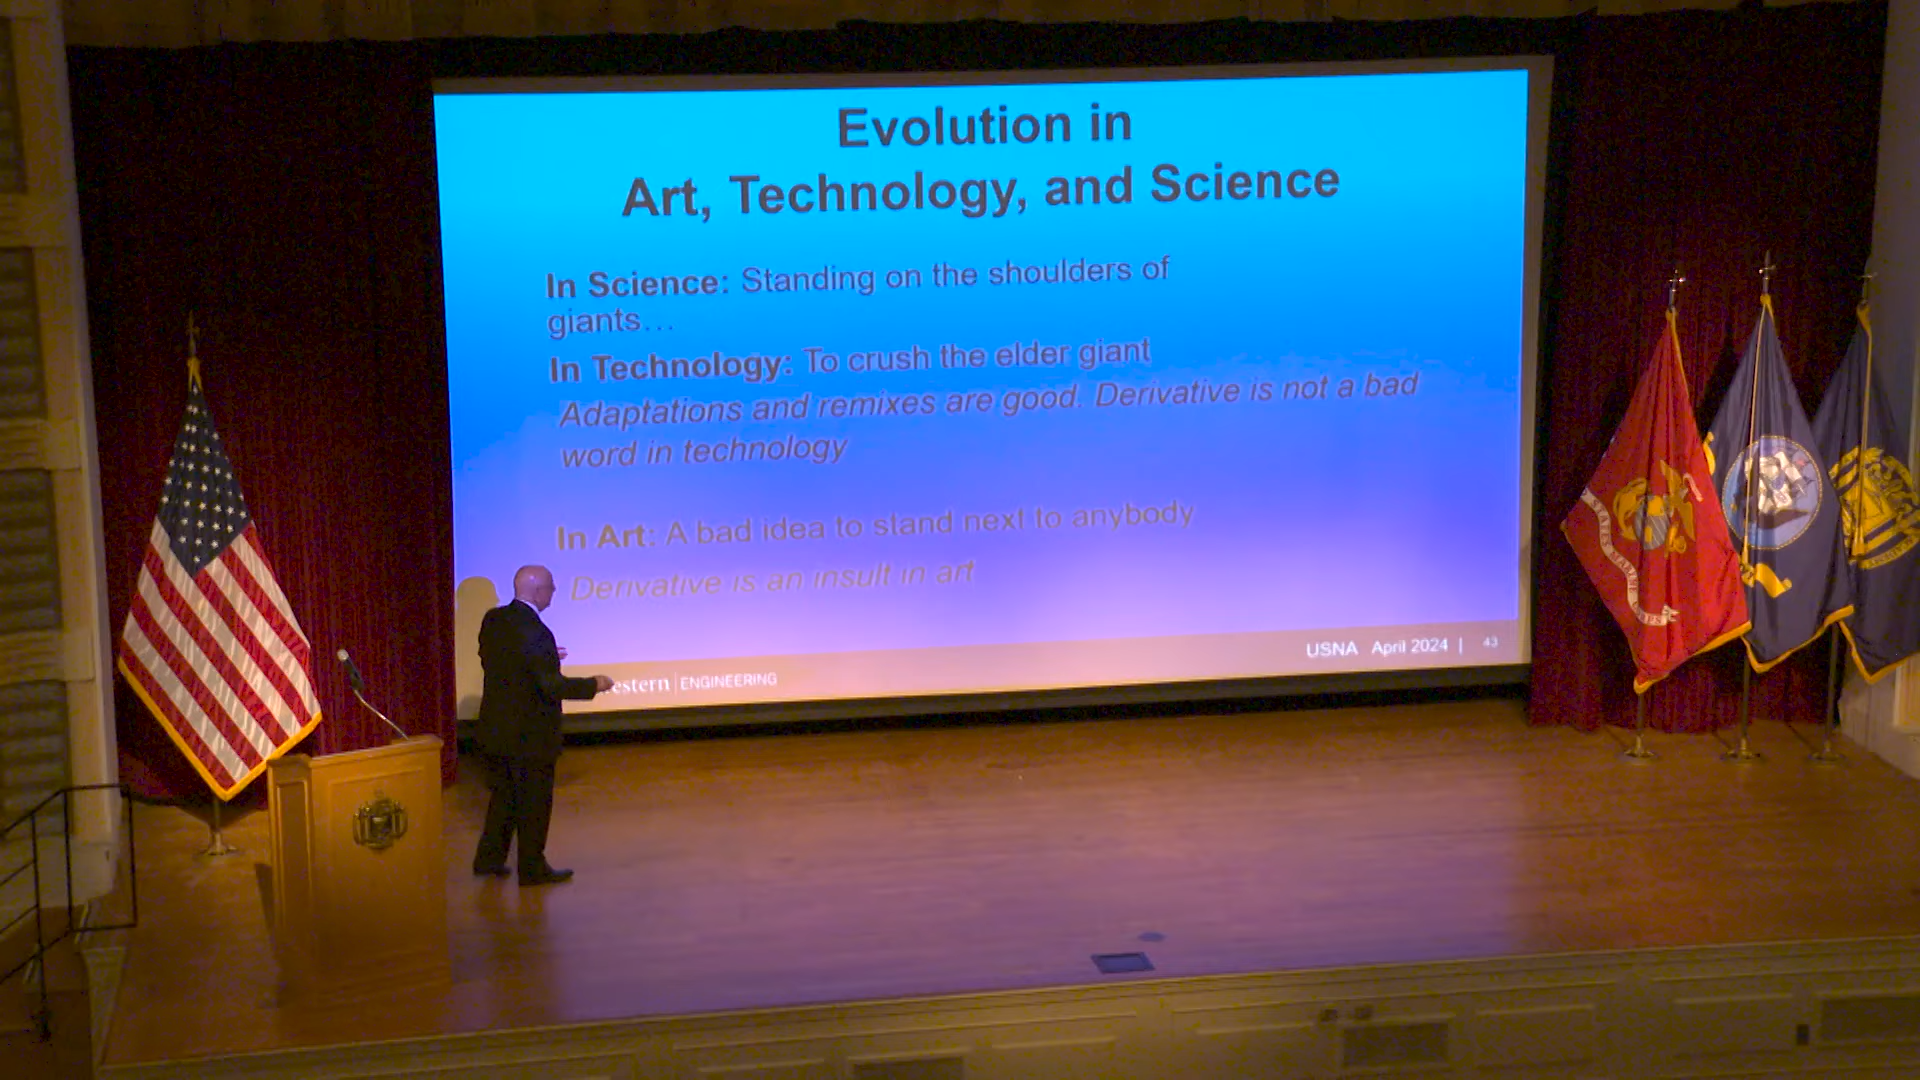 Evolution in
Art, Technology, and Science
In Science: Standing on the shoulders of
giants…
In Technology: To crush the elder giant
Adaptations and remixes are good. Derivative is not a bad
word in technology
In Art: A bad idea to stand next to anybody
Derivative is an insult in art
estern | ENGINEERING
USNA April 2024 | 43